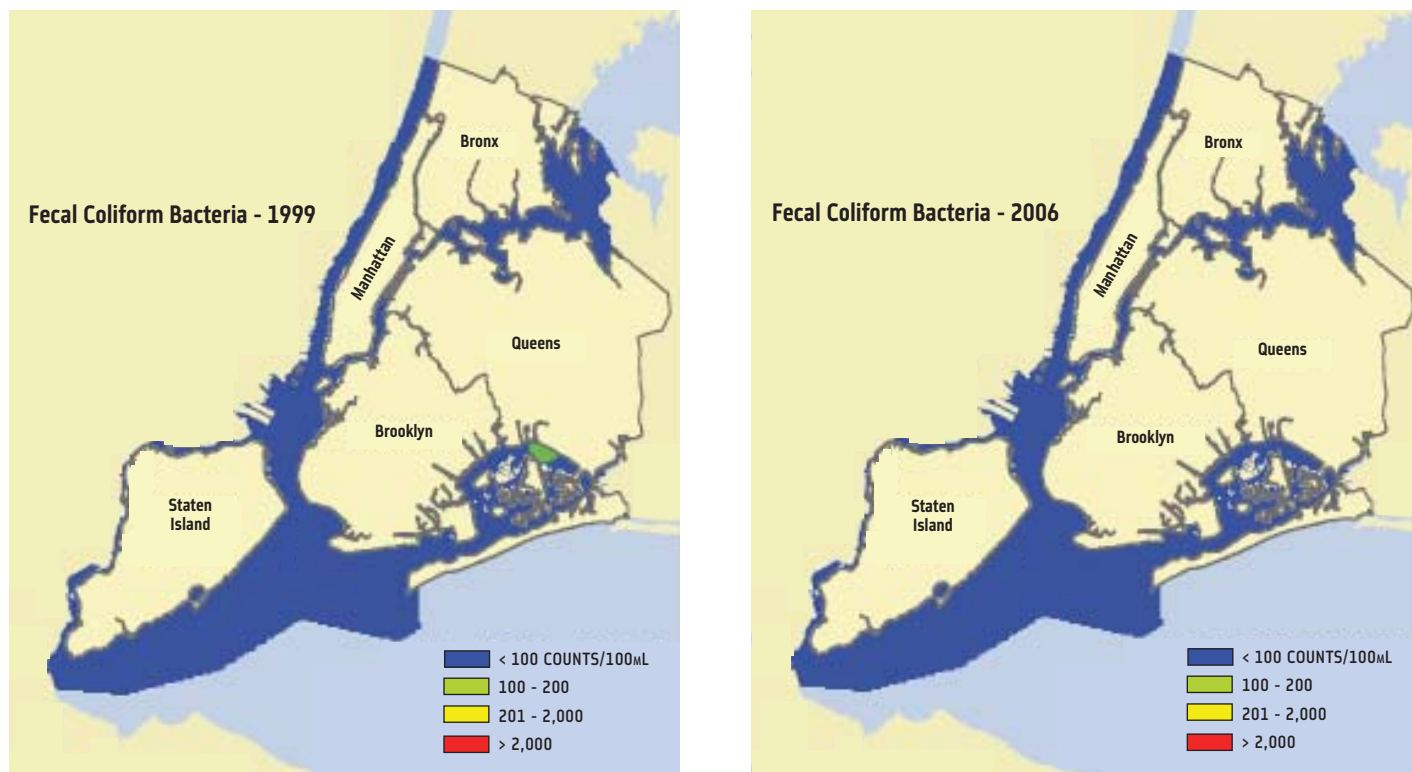 Fecal Coliform Bacteria - 1999
Bronx
Manhattan
Queens
Brooklyn
Staten
Island
< 100 COUNTS/100ML
100 - 200
201 - 2,000
> 2,000
Fecal Coliform Bacteria - 2006
Bronx
Manhattan
Queens
Brooklyn
Staten
Island
< 100 COUNTS/100ML
100 - 200
201 - 2,000
> 2,000